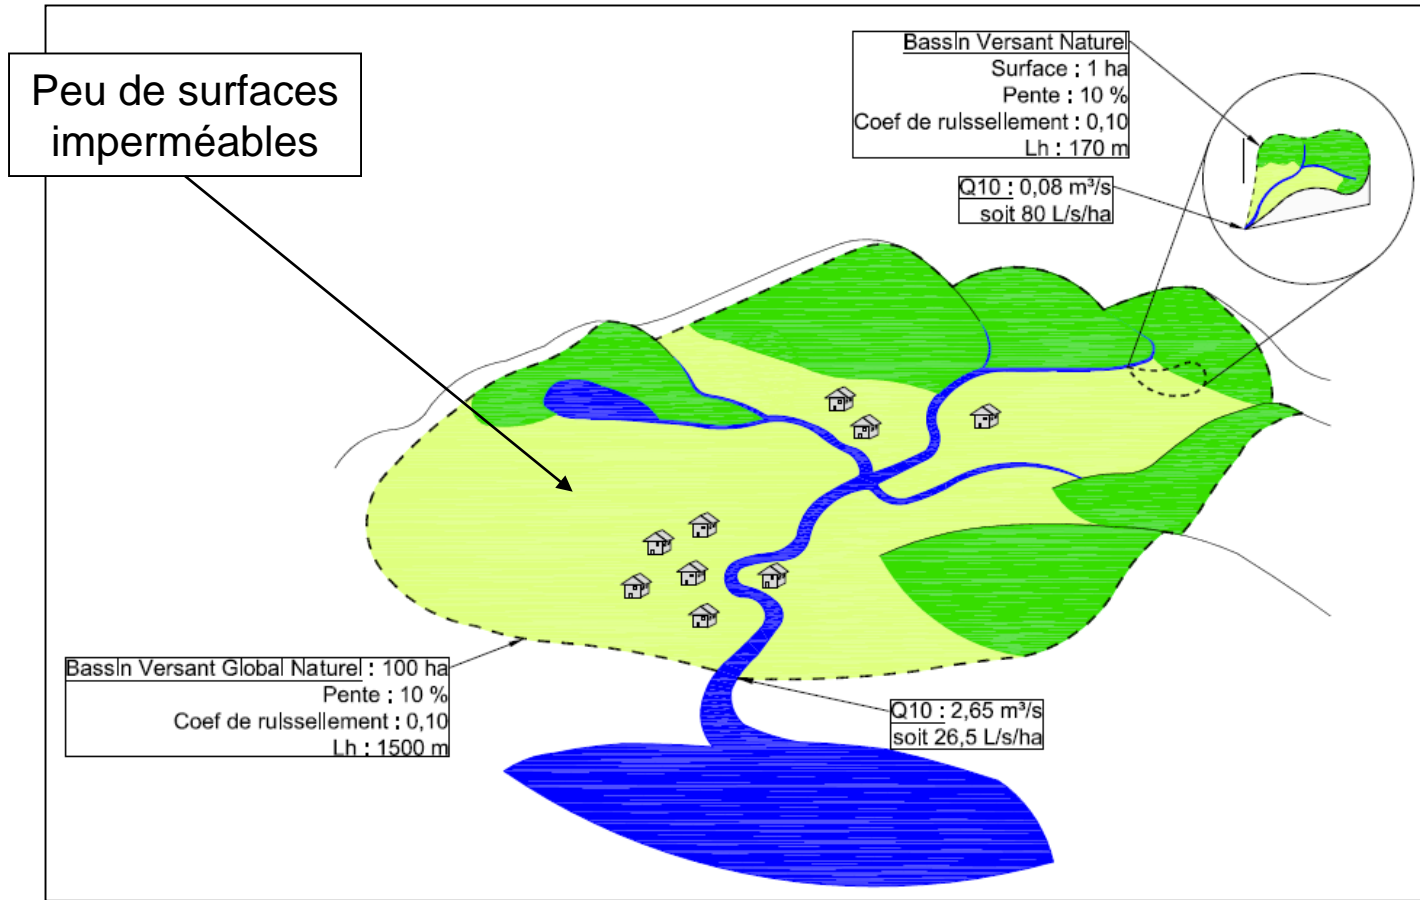 Peu de surfaces
imperméables
Bassin Versant Naturel
Surface : 1 ha
Pente : 10 %
Coef de ruissellement : 0,10
Lh : 170 m
Q10 : 0,08 m³/s
soit 80 L/s/ha
Bassin Versant Global Naturel : 100 ha
Pente : 10 %
Coef de ruissellement : 0,10
Lh : 1500 m
Q10 : 2,65 m³/s
soit 26,5 L/s/ha